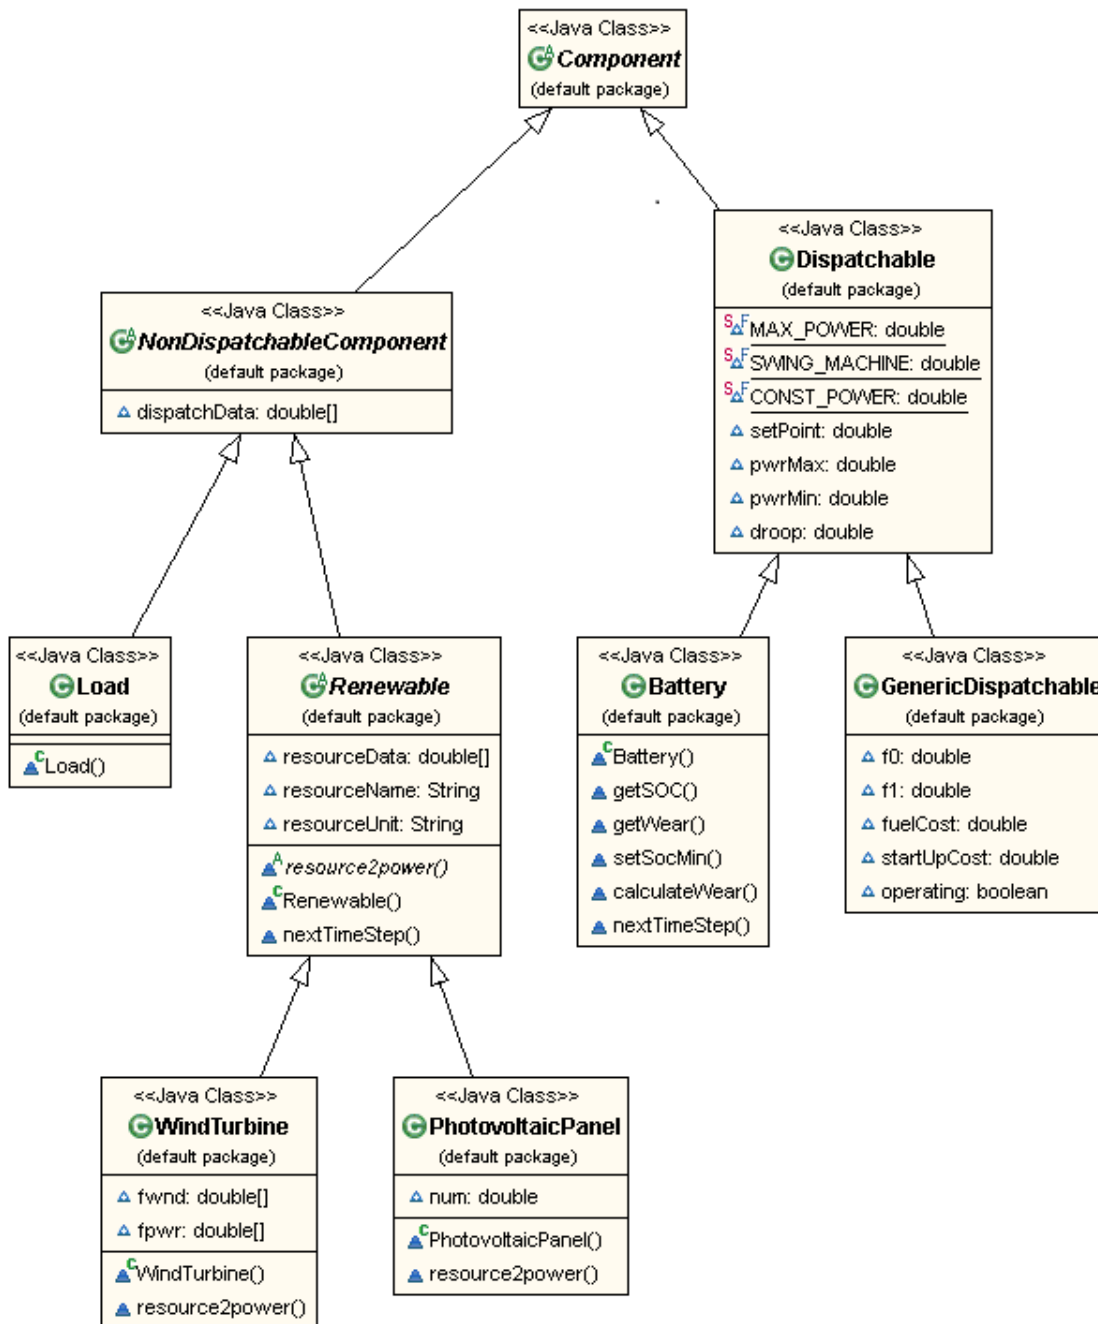 <<Java Class>>
Component
(default package)
<<Java Class>>
Dispatchable
(default package)
MAX_POWER: double
SWING_MACHINE: double
CONST_POWER: double
setPoint: double
pwrMax: double
pwrMin: double
droop: double
<<Java Class>>
NonDispatchableComponent
(default package)
dispatchData: double[]
<<Java Class>>
Load
(default package)
Load()
<<Java Class>>
Renewable
(default package)
resourceData: double[]
resourceName: String
resourceUnit: String
resource2power()
Renewable()
nextTimeStep()
<<Java Class>>
Battery
(default package)
Battery()
getSOC()
getWear()
setSocMin()
calculateWear()
nextTimeStep()
<<Java Class>>
GenericDispatchable
(default package)
f0: double
f1: double
fuelCost: double
startUpCost: double
operating: boolean
<<Java Class>>
WindTurbine
(default package)
fwnd: double[]
fpwr: double[]
WindTurbine()
resource2power()
<<Java Class>>
PhotovoltaicPanel
(default package)
num: double
PhotovoltaicPanel()
resource2power()